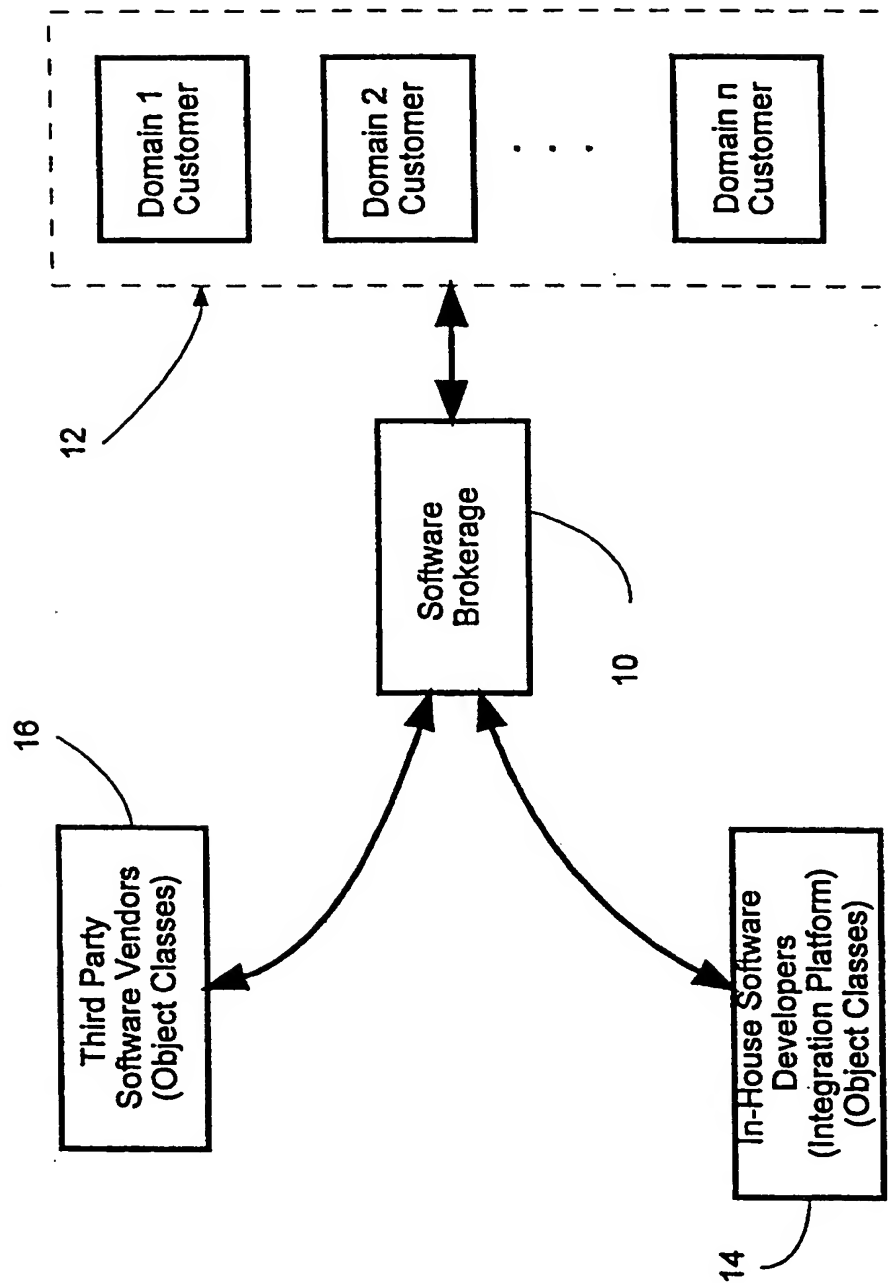 16
Third Party
Software Vendors
(Object Classes)
In-House Software
Developers
(Integration Platform)
(Object Classes)
14
Software
Brokerage
10
12
Domain 1
Customer
Domain 2
Customer
. . .
Domain n
Customer